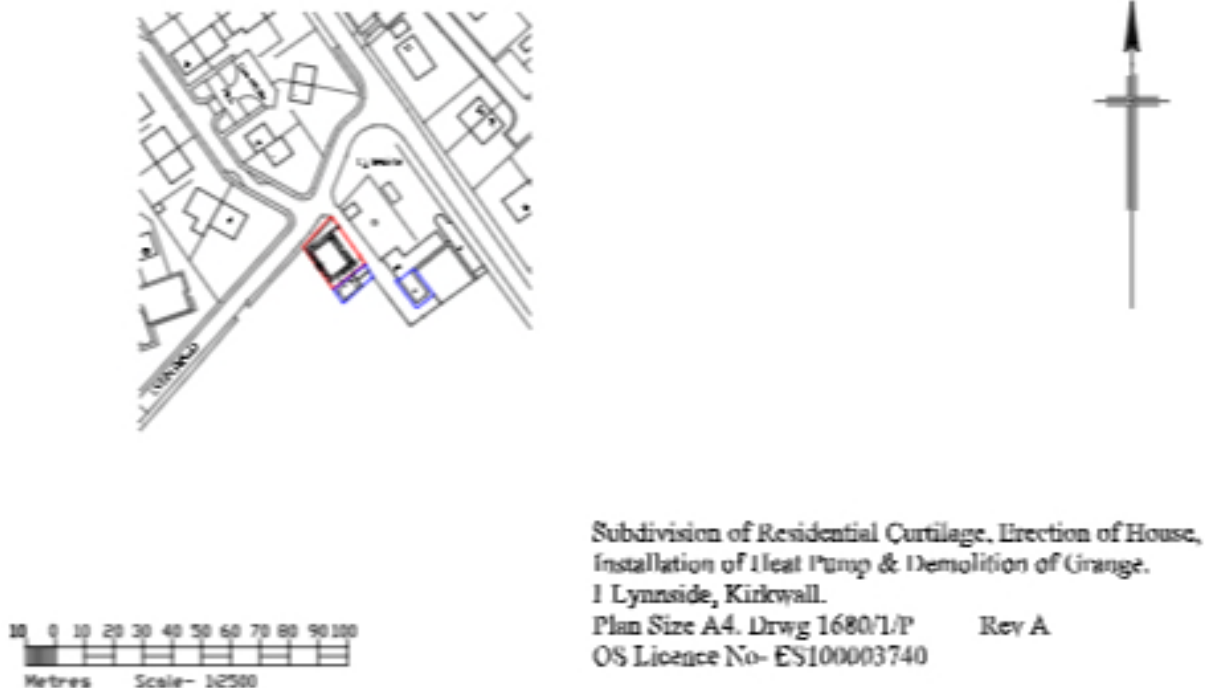 Subdivision of Residential Curtilage, Erection of House,
Installation of Heat Pump & Demolition of Grange.
1 Lynnside, Kirkwall.
Plan Size A4. Drwg 1680/1/P Rev A
OS Licence No- ES100003740
10 0 10 20 30 40 50 60 70 80 90 100
Metres Scale- 1:2500